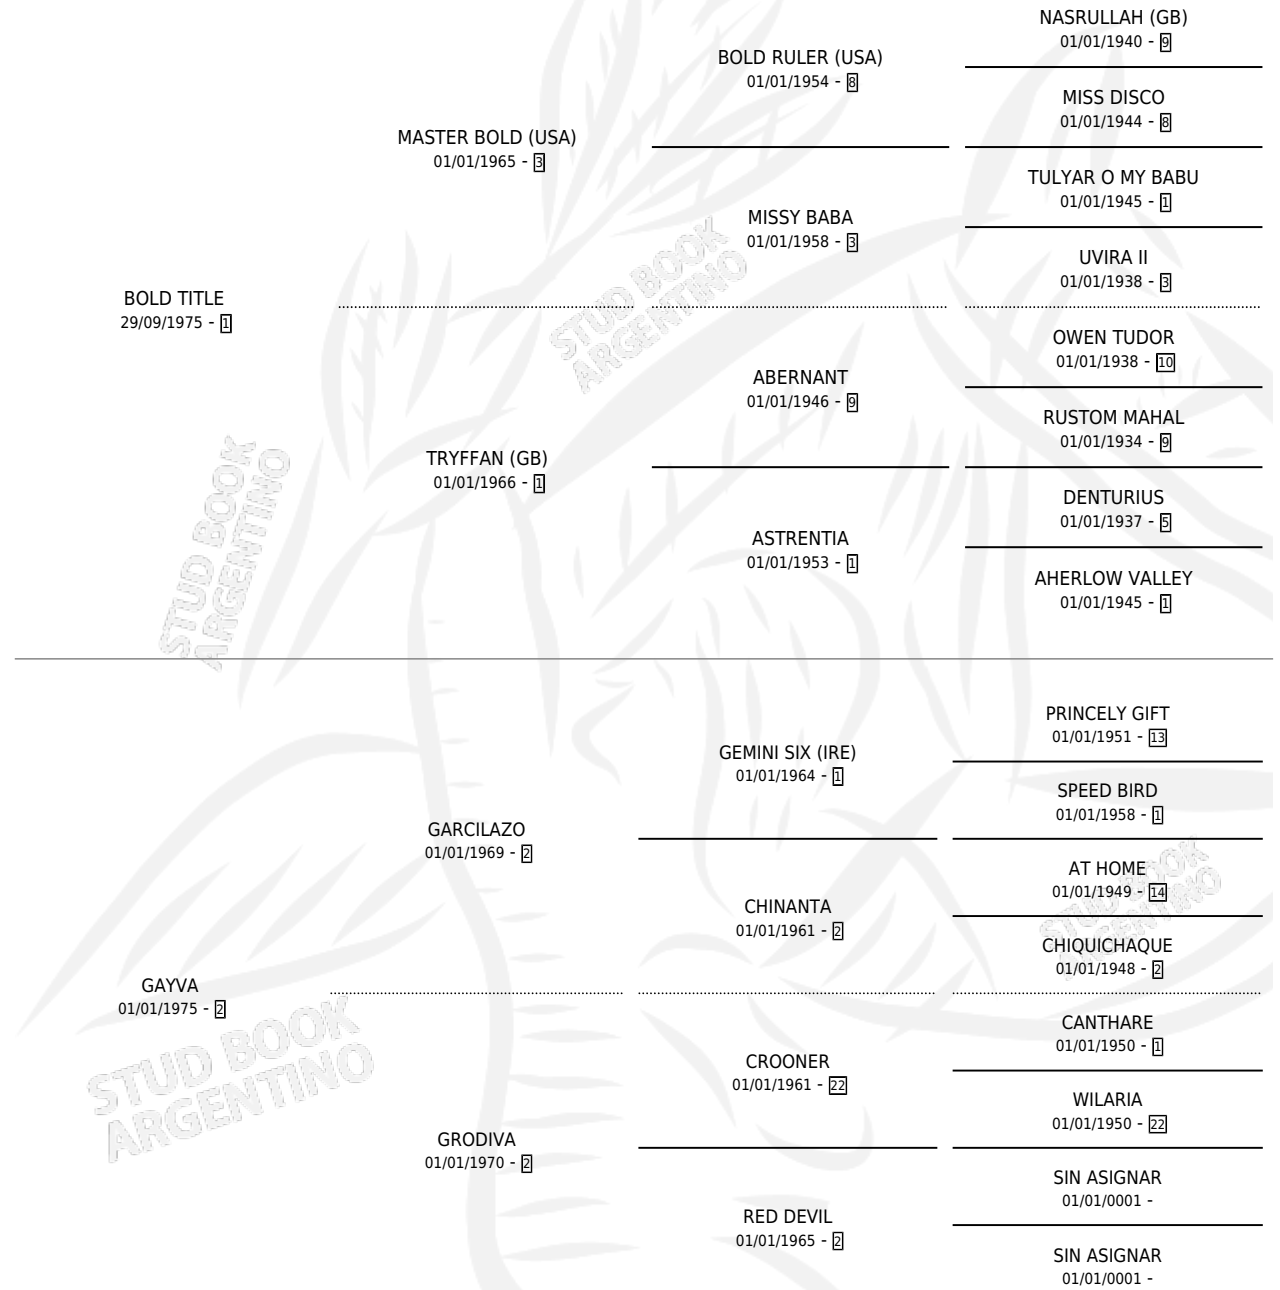 NASRULLAH (GB)
01/01/1940 - 9
BOLD RULER (USA)
01/01/1954 - 8
MISS DISCO
01/01/1944 - 8
MASTER BOLD (USA)
01/01/1965 - 3
TULYAR O MY BABU
01/01/1945 - 1
MISSY BABA
01/01/1958 - 3
UVIRA II
01/01/1938 - 3
BOLD TITLE
29/09/1975 - 1
OWEN TUDOR
01/01/1938 - 10
ABERNANT
01/01/1946 - 9
RUSTOM MAHAL
01/01/1934 - 9
TRYFFAN (GB)
01/01/1966 - 1
DENTURIUS
01/01/1937 - 5
ASTRENTIA
01/01/1953 - 1
AHERLOW VALLEY
01/01/1945 - 1
PRINCELY GIFT
01/01/1951 - 13
GEMINI SIX (IRE)
01/01/1964 - 1
SPEED BIRD
01/01/1958 - 1
GARCILAZO
01/01/1969 - 2
AT HOME
01/01/1949 - 14
CHINANTA
01/01/1961 - 2
CHIQUICHAQUE
01/01/1948 - 2
GAYVA
01/01/1975 - 2
CANTHARE
01/01/1950 - 1
CROONER
01/01/1961 - 22
WILARIA
01/01/1950 - 22
GRODIVA
01/01/1970 - 2
SIN ASIGNAR
01/01/0001 -
RED DEVIL
01/01/1965 - 2
SIN ASIGNAR
01/01/0001 -
STUD BOOK
ARGENTINO
STUD BOOK
ARGENTINO
STUD BOOK
ARGENTINO
STUD BOOK
ARGENTINO